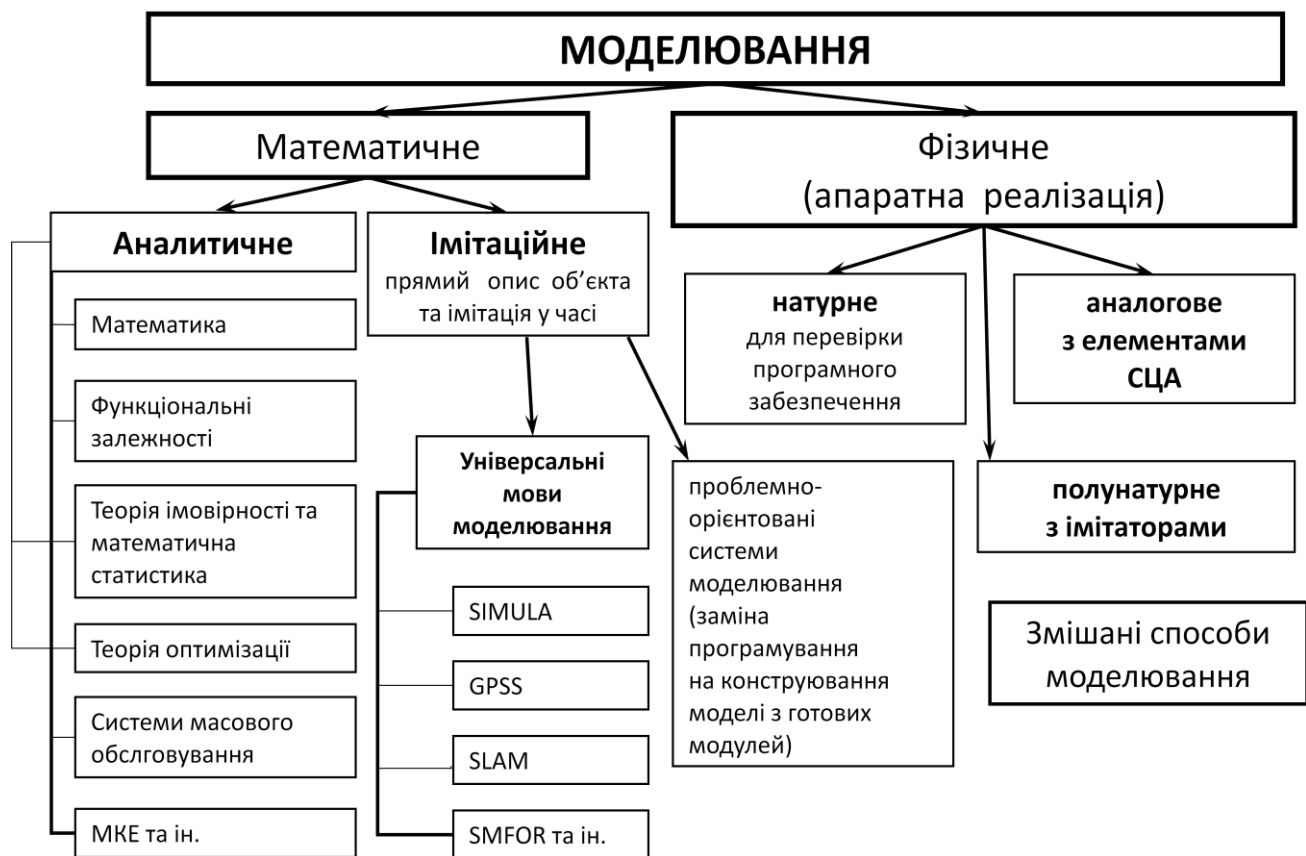 МОДЕЛЮВАННЯ
Математичне
Фізичне
(апаратна реалізація)
Аналитичне
Математика
Функціональні
залежності
Теорія імовірності та
математична
статистика
Теорія оптимізації
Системи масового
обслговування
МКЕ та ін.
Імітаційне
прямий опис об’єкта
та імітація у часі
Універсальні
мови
моделювання
SIMULA
GPSS
SLAM
SMFOR та ін.
проблемно-
орієнтовані
системи
моделювання
(заміна
програмування
на конструювання
моделі з готових
модулей)
натурне
для перевірки
програмного
забезпечення
аналогове
з елементами
СЦА
полунатурне
з імітаторами
Змішані способи
моделювання